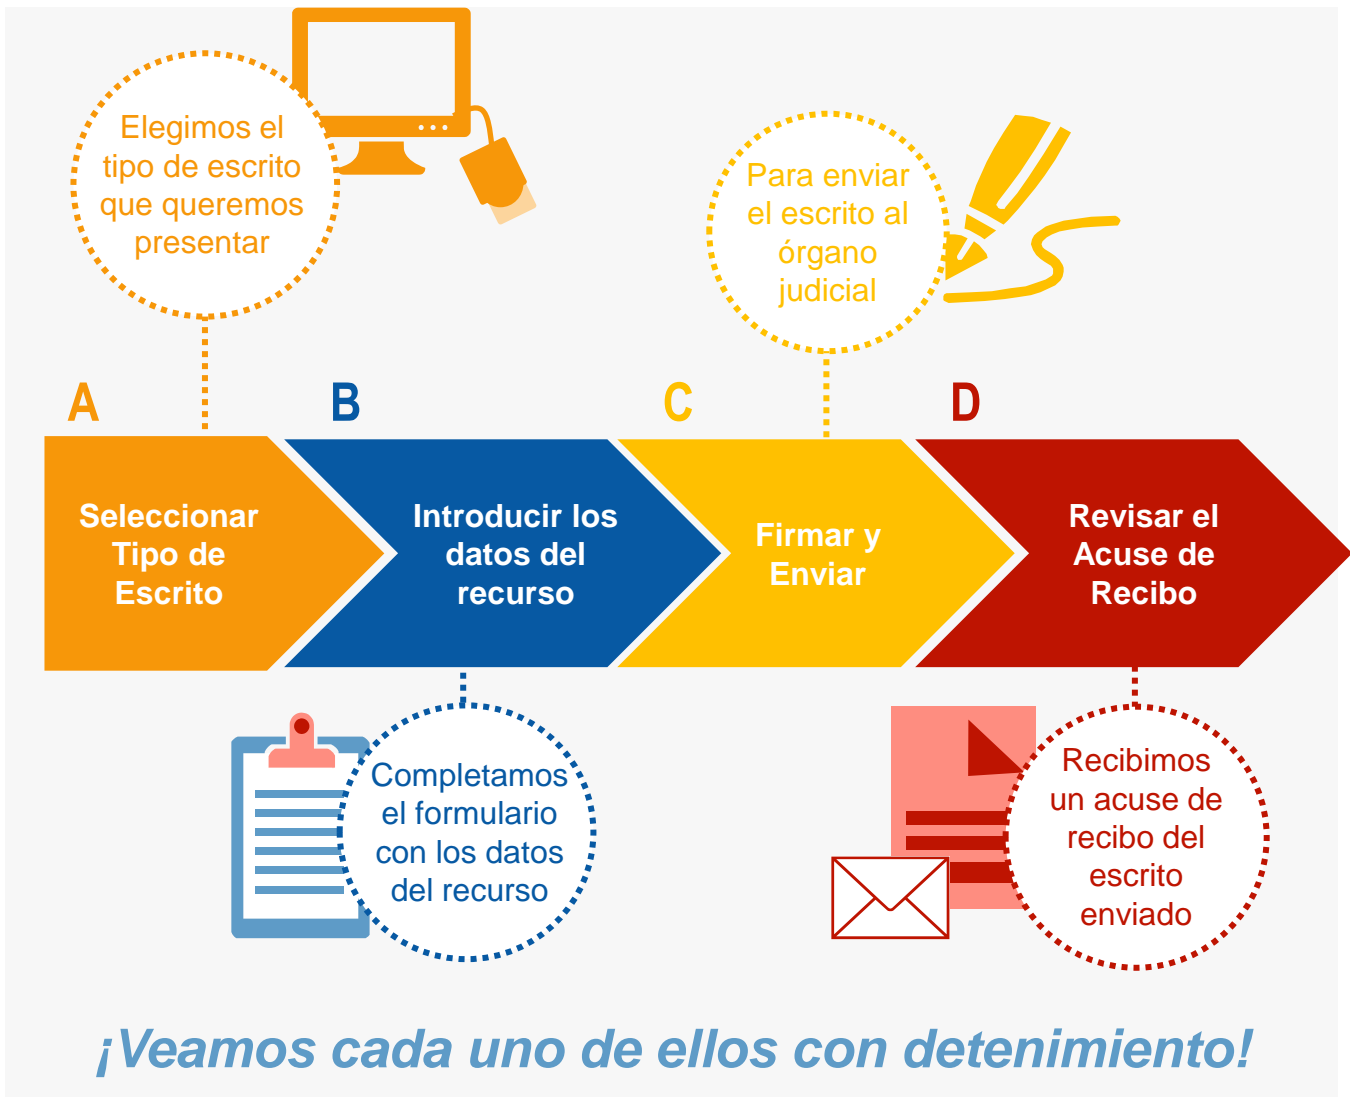 Elegimos el
tipo de escrito
que queremos
presentar
Para enviar
el escrito al
órgano
judicial
A
B
C
D
Seleccionar
Tipo de
Escrito
Introducir los
datos del
recurso
Firmar y
Enviar
Revisar el
Acuse de
Recibo
Completamos
el formulario
con los datos
del recurso
Recibimos
un acuse de
recibo del
escrito
enviado
¡Veamos cada uno de ellos con detenimiento!